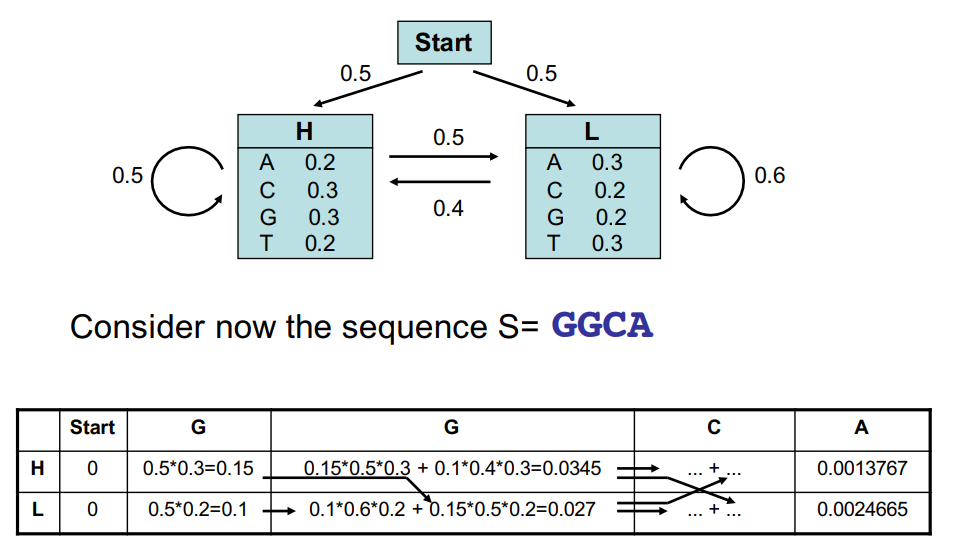 Start
0.5 0.5
H L
0.5
A 0.2 A 0.3
0.5 C 0.3 C 0.2 0.6
G 0.3 0.4 G 0.2
T 0.2 T 0.3
Consider now the sequence S= GGCA
Start G G C A
H 0 0.5*0.3=0.15 0.15*0.5*0.3 + 0.1*0.4*0.3=0.0345 ... + ... 0.0013767
L 0 0.5*0.2=0.1 0.1*0.6*0.2 + 0.15*0.5*0.2=0.027 ... + ... 0.0024665